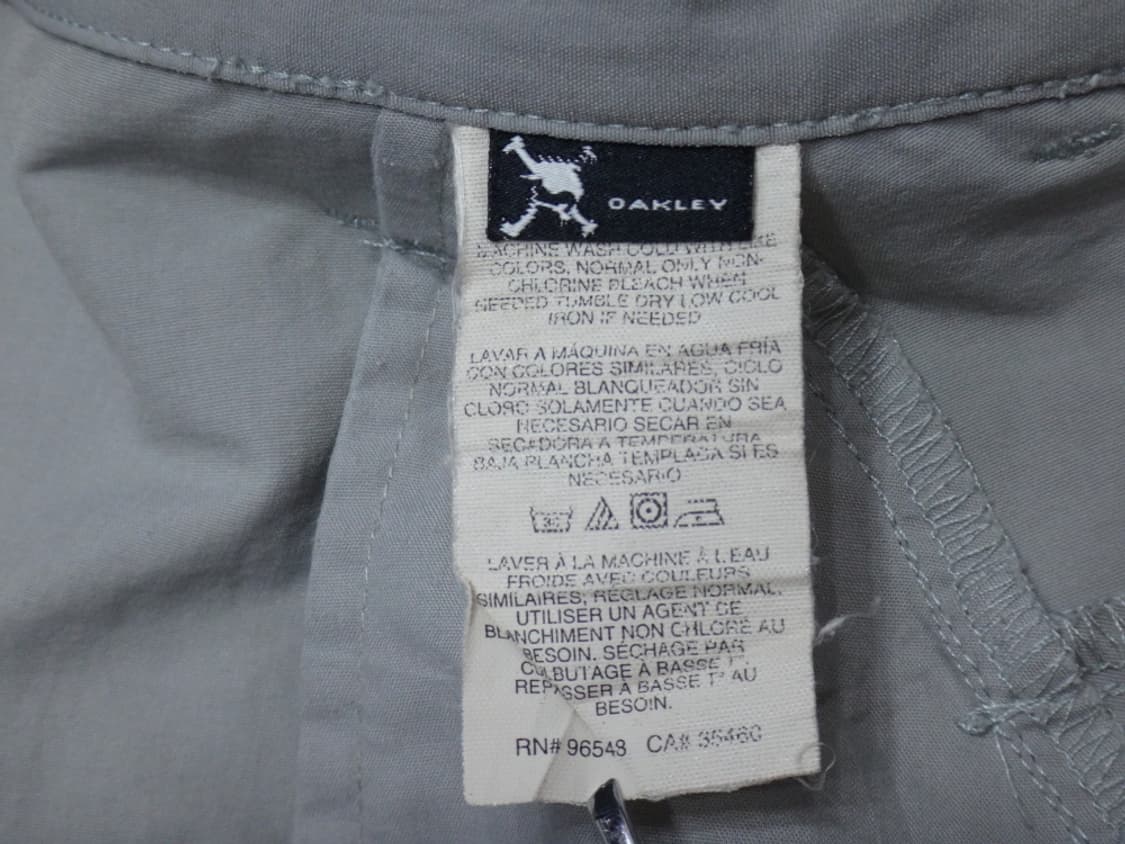 OAKLEY
MACHINE WASH COLD WITH LIKE
COLORS. NORMAL ONLY NON-
CHLORINE BLEACH WHEN
NEEDED TUMBLE DRY LOW COOL
IRON IF NEEDED
LAVAR A MÁQUINA EN AGUA FRÍA
CON COLORES SIMILARES, CICLO
NORMAL BLANQUEADOR SIN
CLORO SOLAMENTE CUANDO SEA
NECESARIO SECAR EN
SECADORA A TEMPERATURA
BAJA PLANCHA TEMPLADA SI ES
NECESARIO
LAVER À LA MACHINE À L'EAU
FROIDE AVEC COULEURS
SIMILAIRES; RÉGLAGE NORMAL.
UTILISER UN AGENT DE
BLANCHIMENT NON CHLORÉ AU
BESOIN. SÉCHAGE PAR
CULBUTAGE À BASSE T°.
REPASSER À BASSE T° AU
BESOIN.
RN# 96548 CA# 35460